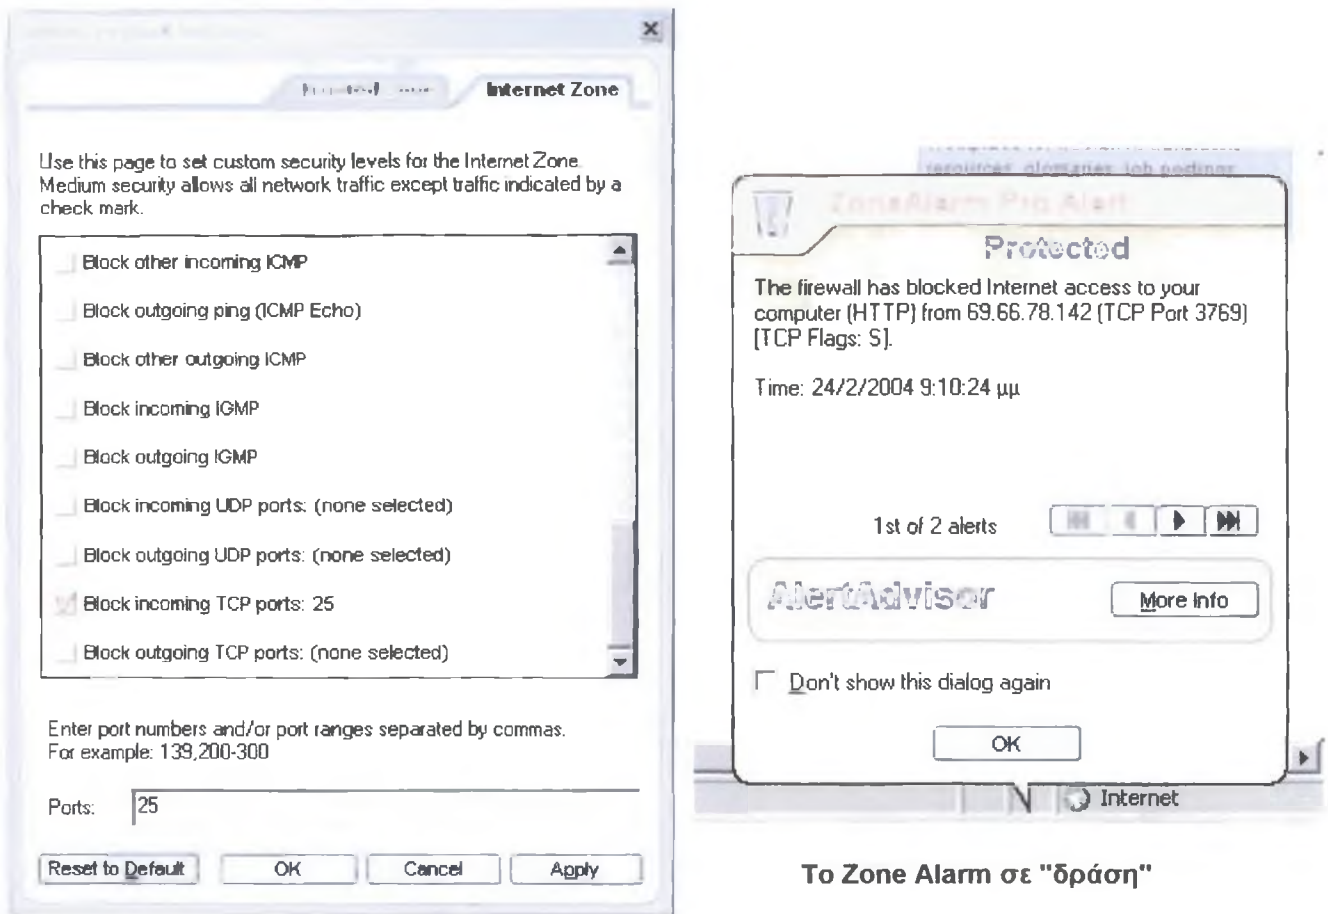 Internet Zone
Use this page to set custom security levels for the Internet Zone.
Medium security allows all network traffic except traffic indicated by a
check mark.
Block other incoming ICMP
Block outgoing ping (ICMP Echo)
Block other outgoing ICMP
Block incoming IGMP
Block outgoing IGMP
Block incoming UDP ports: (none selected)
Block outgoing UDP ports: (none selected)
Block incoming TCP ports: 25
Block outgoing TCP ports: (none selected)
Enter port numbers and/or port ranges separated by commas.
For example: 139,200-300
Ports: 25
Reset to Default OK Cancel Apply
resources, glossaries, job postings
ZoneAlarm Pro Alert
Protected
The firewall has blocked Internet access to your
computer (HTTP) from 69.66.78.142 (TCP Port 3769)
[TCP Flags: S].
Time: 24/2/2004 9:10:24 μμ
1st of 2 alerts
AlertAdvisor More Info
Don't show this dialog again
OK
Internet
Το Zone Alarm σε "δράση"